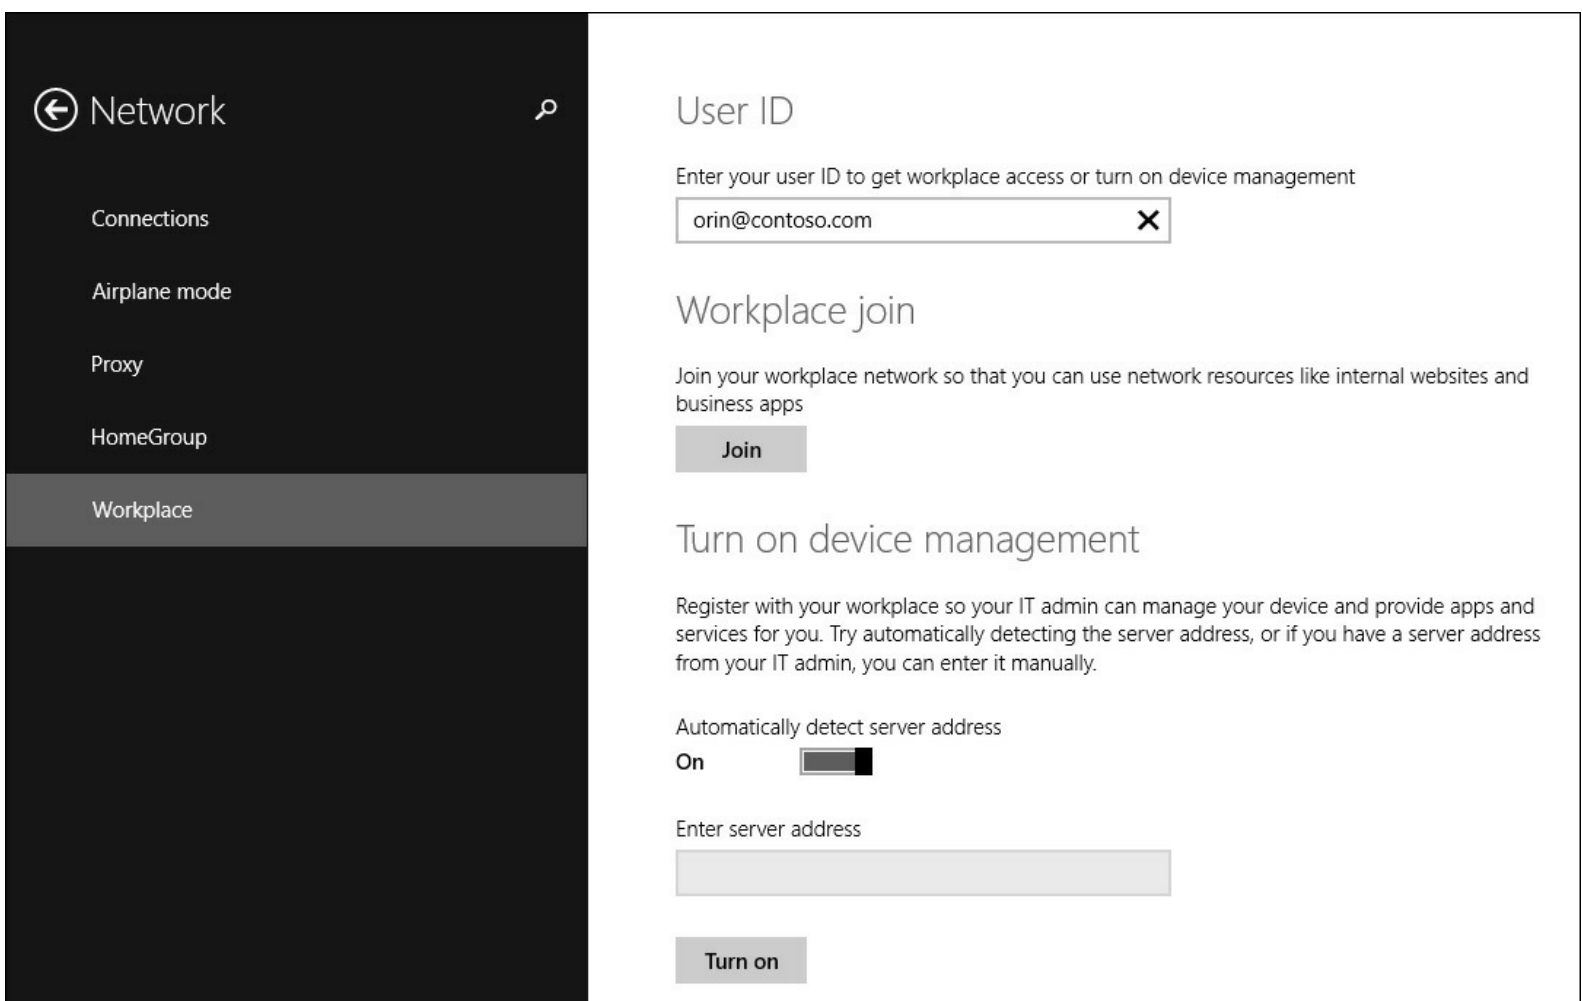 Network
Connections
Airplane mode
Proxy
HomeGroup
Workplace
User ID
Enter your user ID to get workplace access or turn on device management
orin@contoso.com
Workplace join
Join your workplace network so that you can use network resources like internal websites and
business apps
Join
Turn on device management
Register with your workplace so your IT admin can manage your device and provide apps and
services for you. Try automatically detecting the server address, or if you have a server address
from your IT admin, you can enter it manually.
Automatically detect server address
On
Enter server address
Turn on